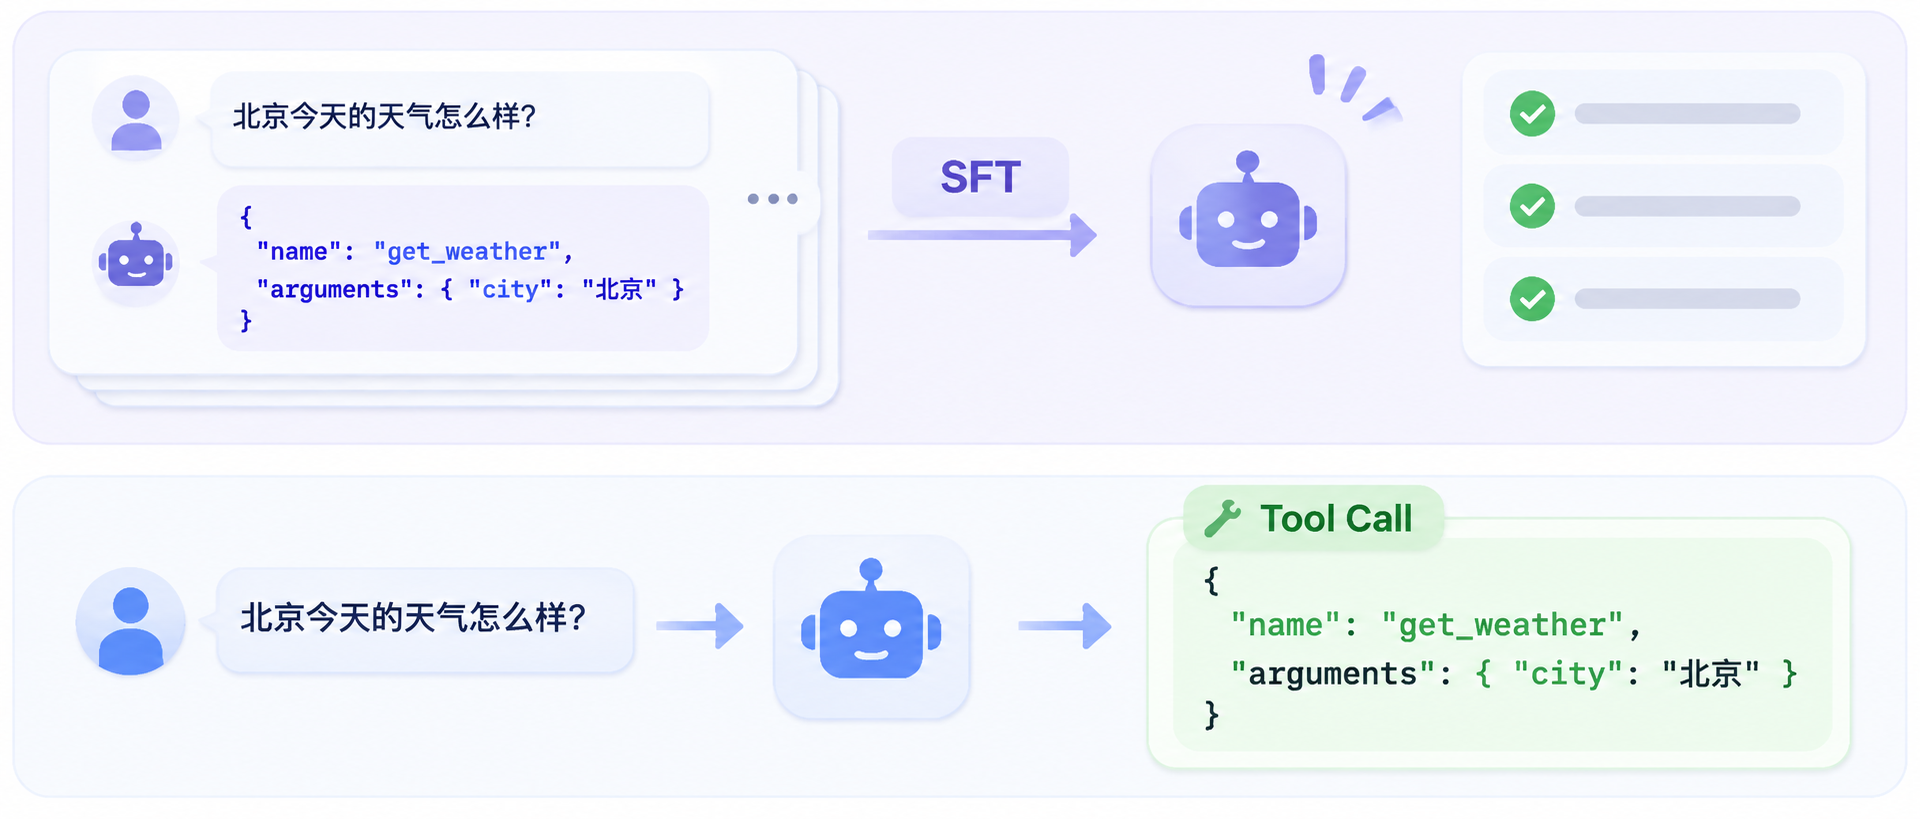 北京今天的天气怎么样?
{
"name": "get_weather",
"arguments": { "city": "北京" }
}
SFT
北京今天的天气怎么样?
Tool Call
{
"name": "get_weather",
"arguments": { "city": "北京" }
}